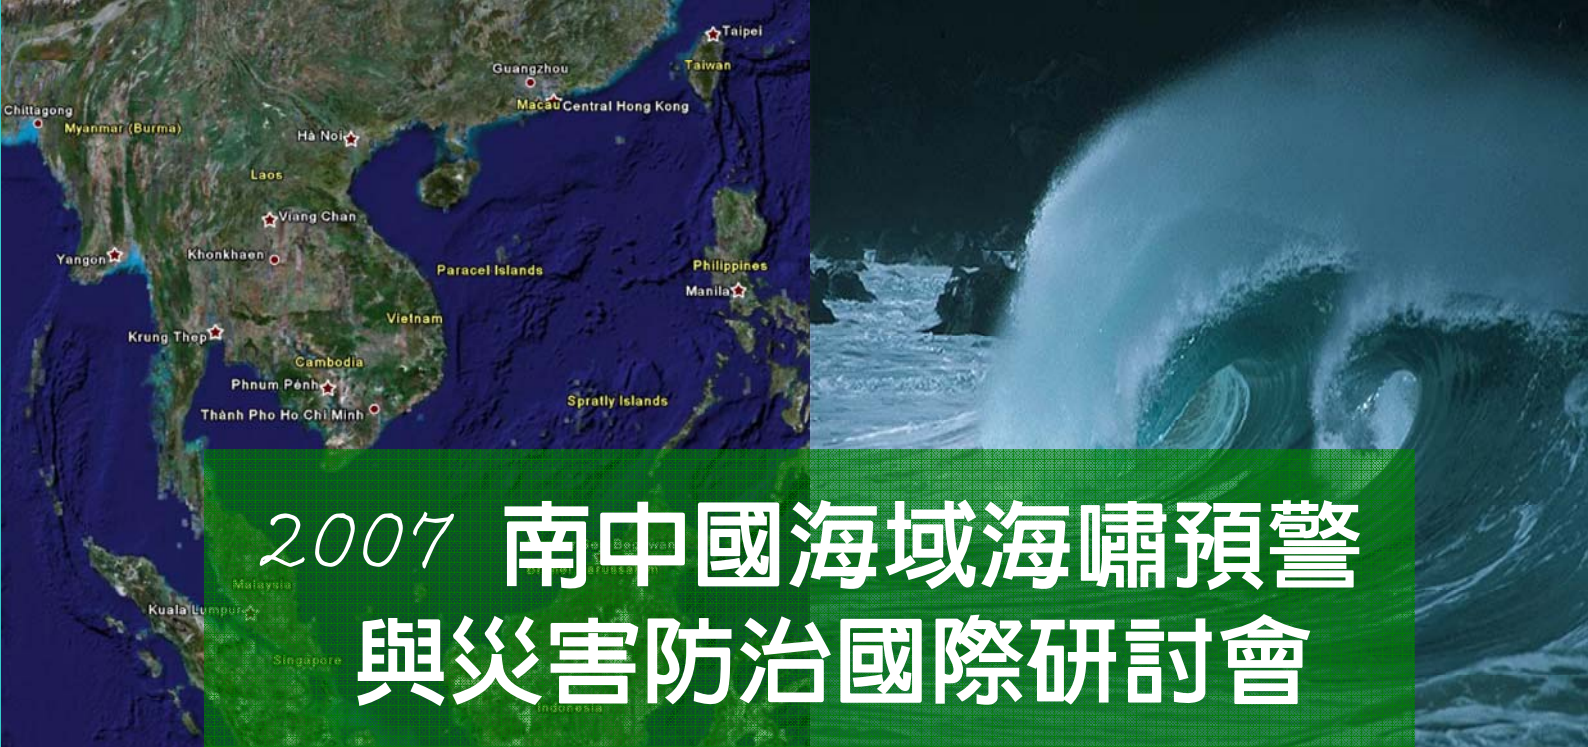 Taipei
Taiwan
Guangzhou
Macau Central Hong Kong
Chittagong
Myanmar (Burma)
Hà Noi
Laos
Viang Chan
Khonkhaen
Yangon
Paracel Islands
Philippines
Manila
Vietnam
Krung Thep
Cambodia
Phnum Pénh
Thành Pho Ho Chi Minh
Spratly Islands
2007 南中國海域海嘯預警
與災害防治國際研討會
Malaysia
Kuala Lumpur
Singapore
Indonesia